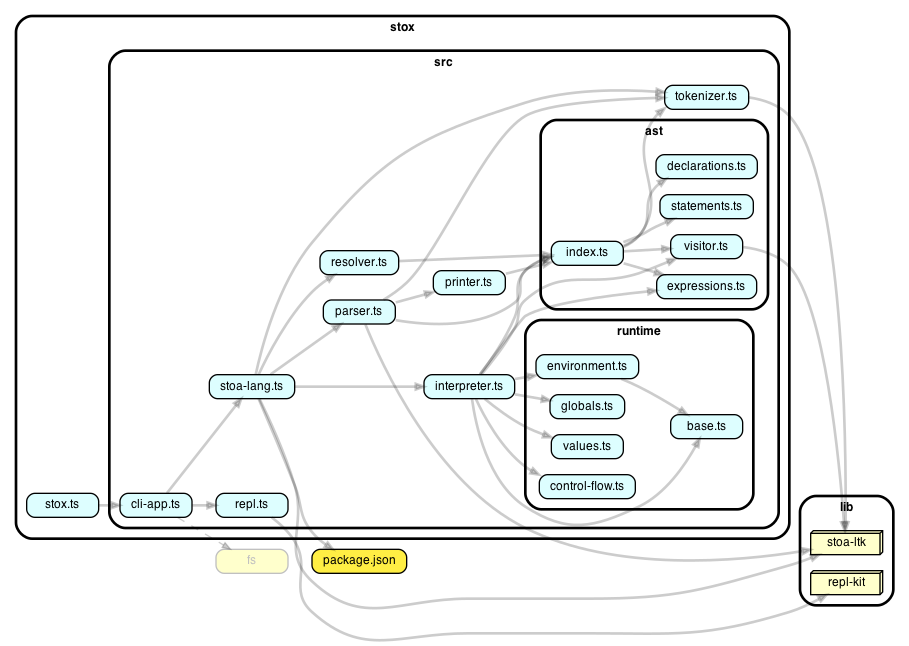 stox
src
tokenizer.ts
ast
declarations.ts
statements.ts
visitor.ts
index.ts
expressions.ts
resolver.ts
printer.ts
parser.ts
runtime
environment.ts
stoa-lang.ts
interpreter.ts
globals.ts
base.ts
values.ts
control-flow.ts
stox.ts
cli-app.ts
repl.ts
lib
stoa-ltk
fs
package.json
repl-kit